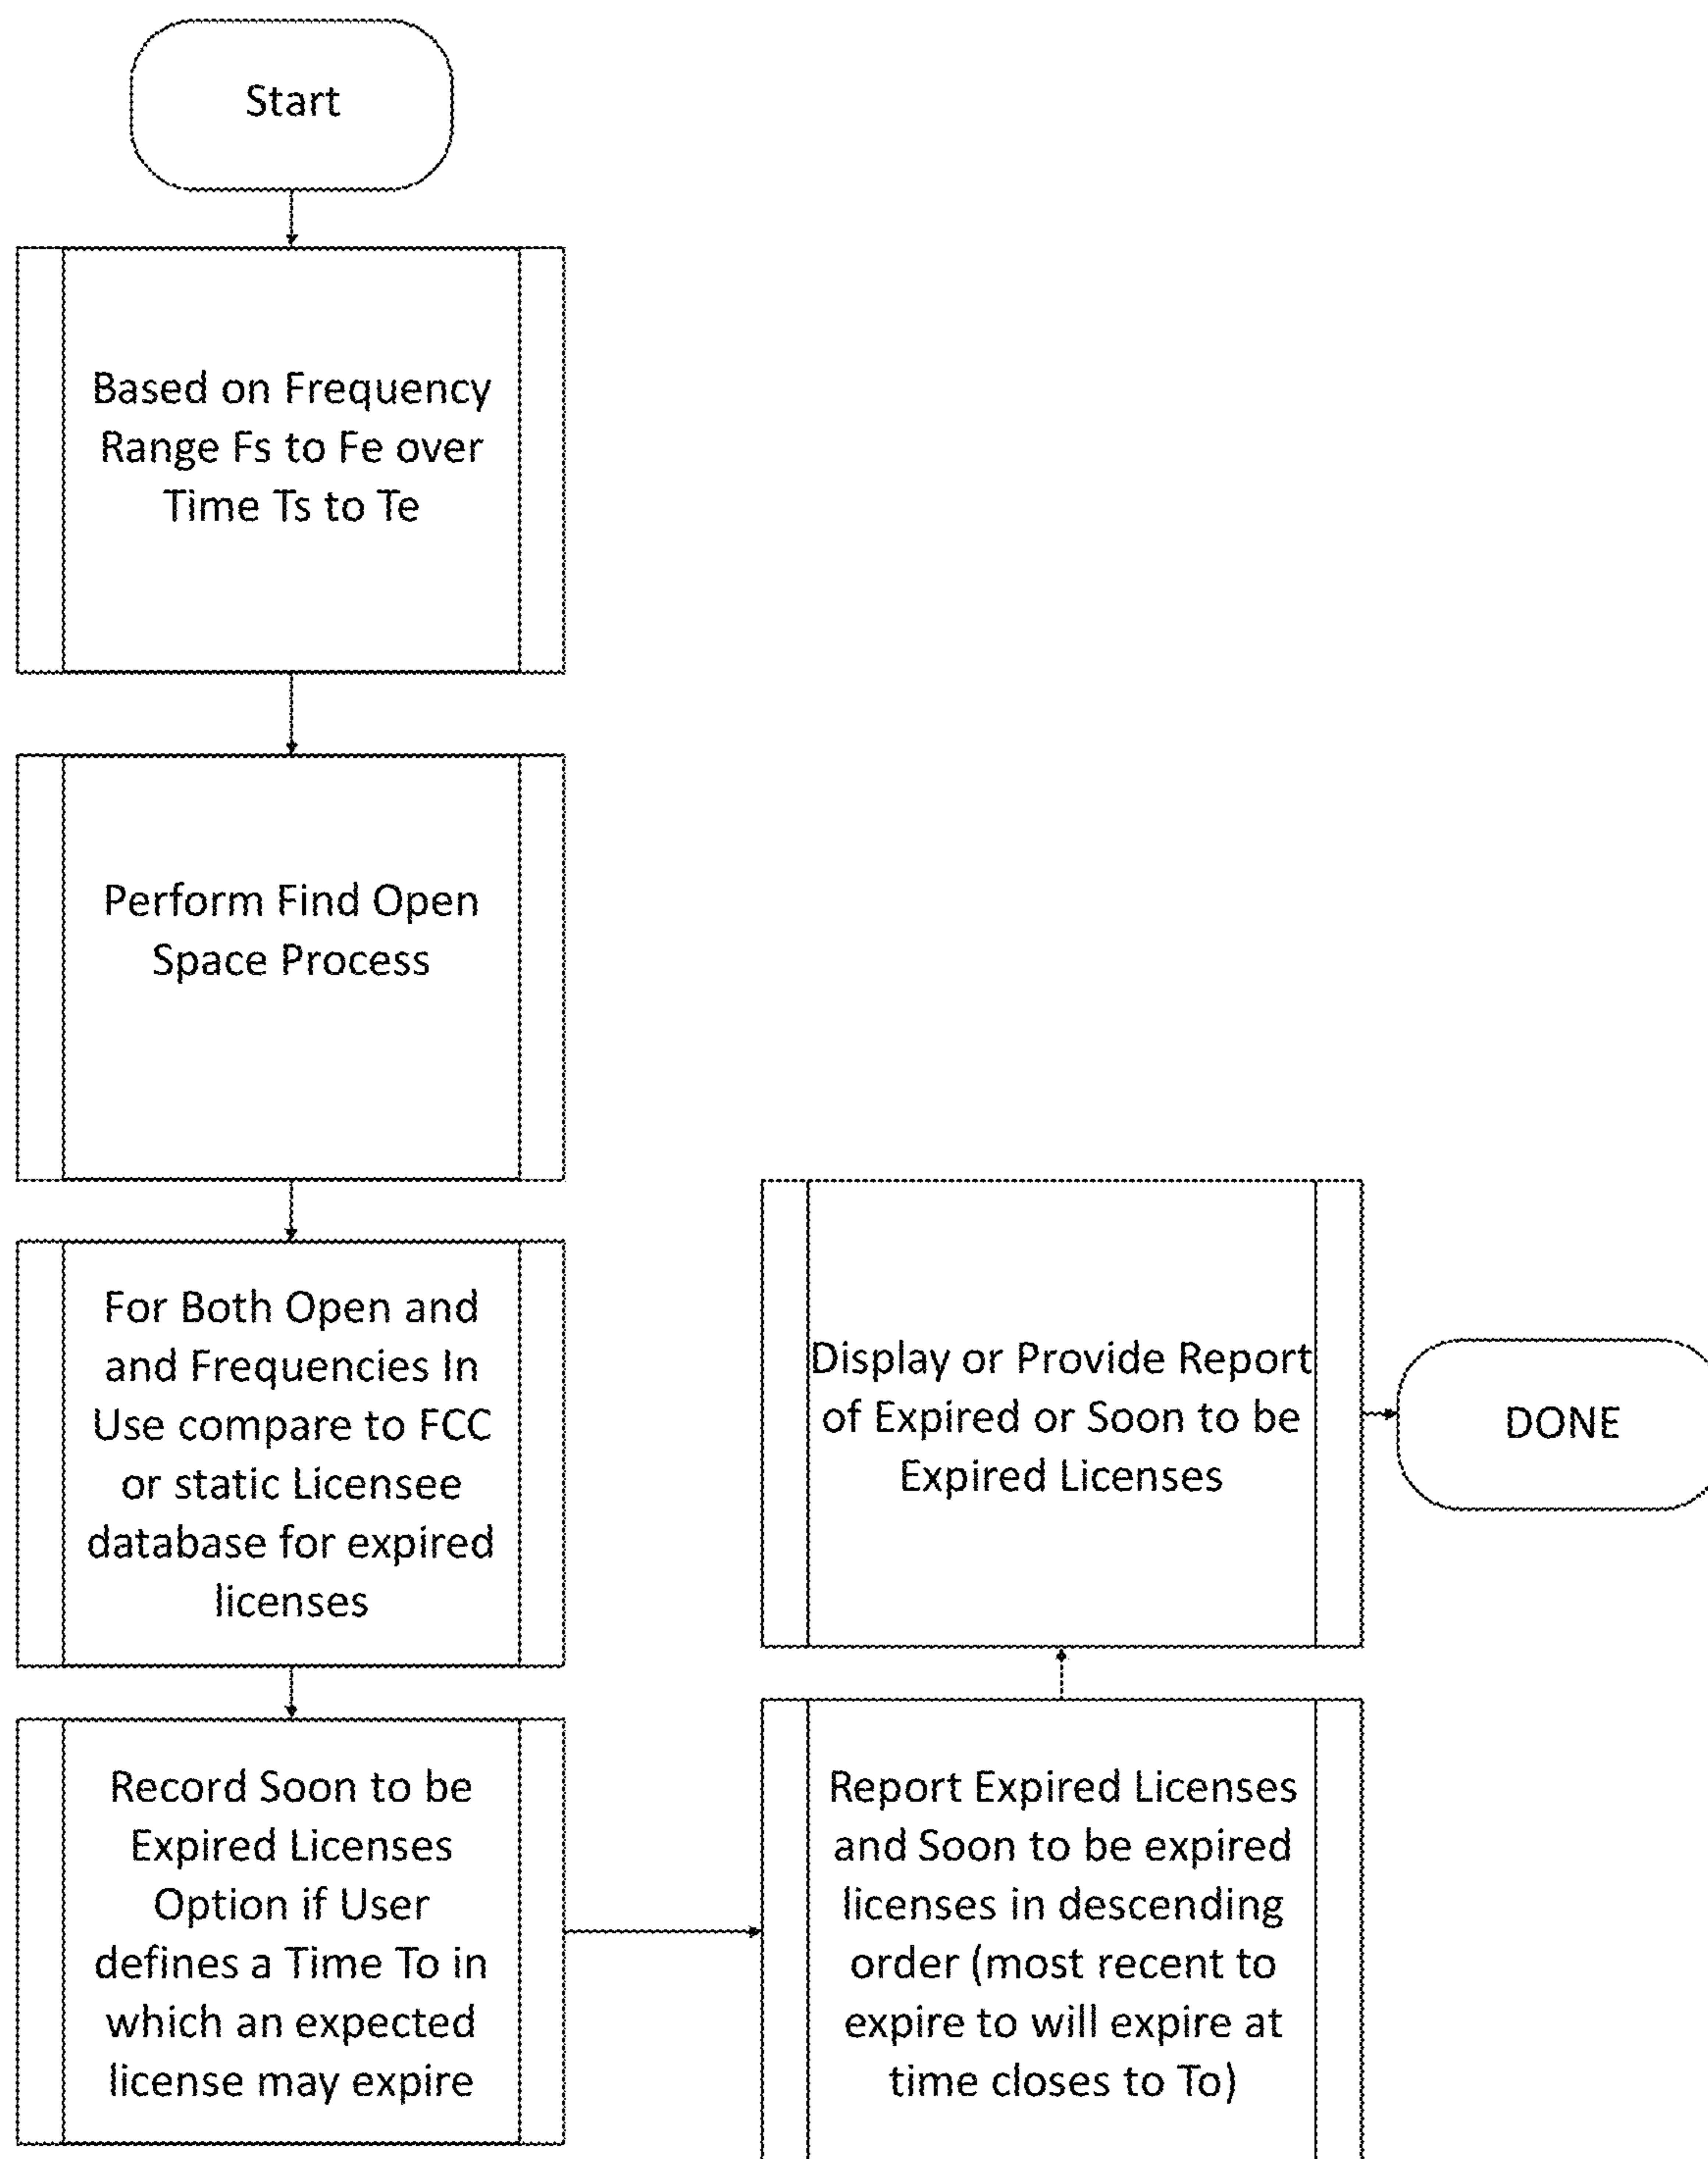 Start
Based on Frequency
Range Fs to Fe over
Time Ts to Te
Perform Find Open
Space Process
For Both Open and
and Frequencies In
Use compare to FCC
or static Licensee
database for expired
licenses
Record Soon to be
Expired Licenses
Option if User
defines a Time To in
which an expected
license may expire
Report Expired Licenses
and Soon to be expired
licenses in descending
order (most recent to
expire to will expire at
time closes to To)
Display or Provide Report
of Expired or Soon to be
Expired Licenses
DONE